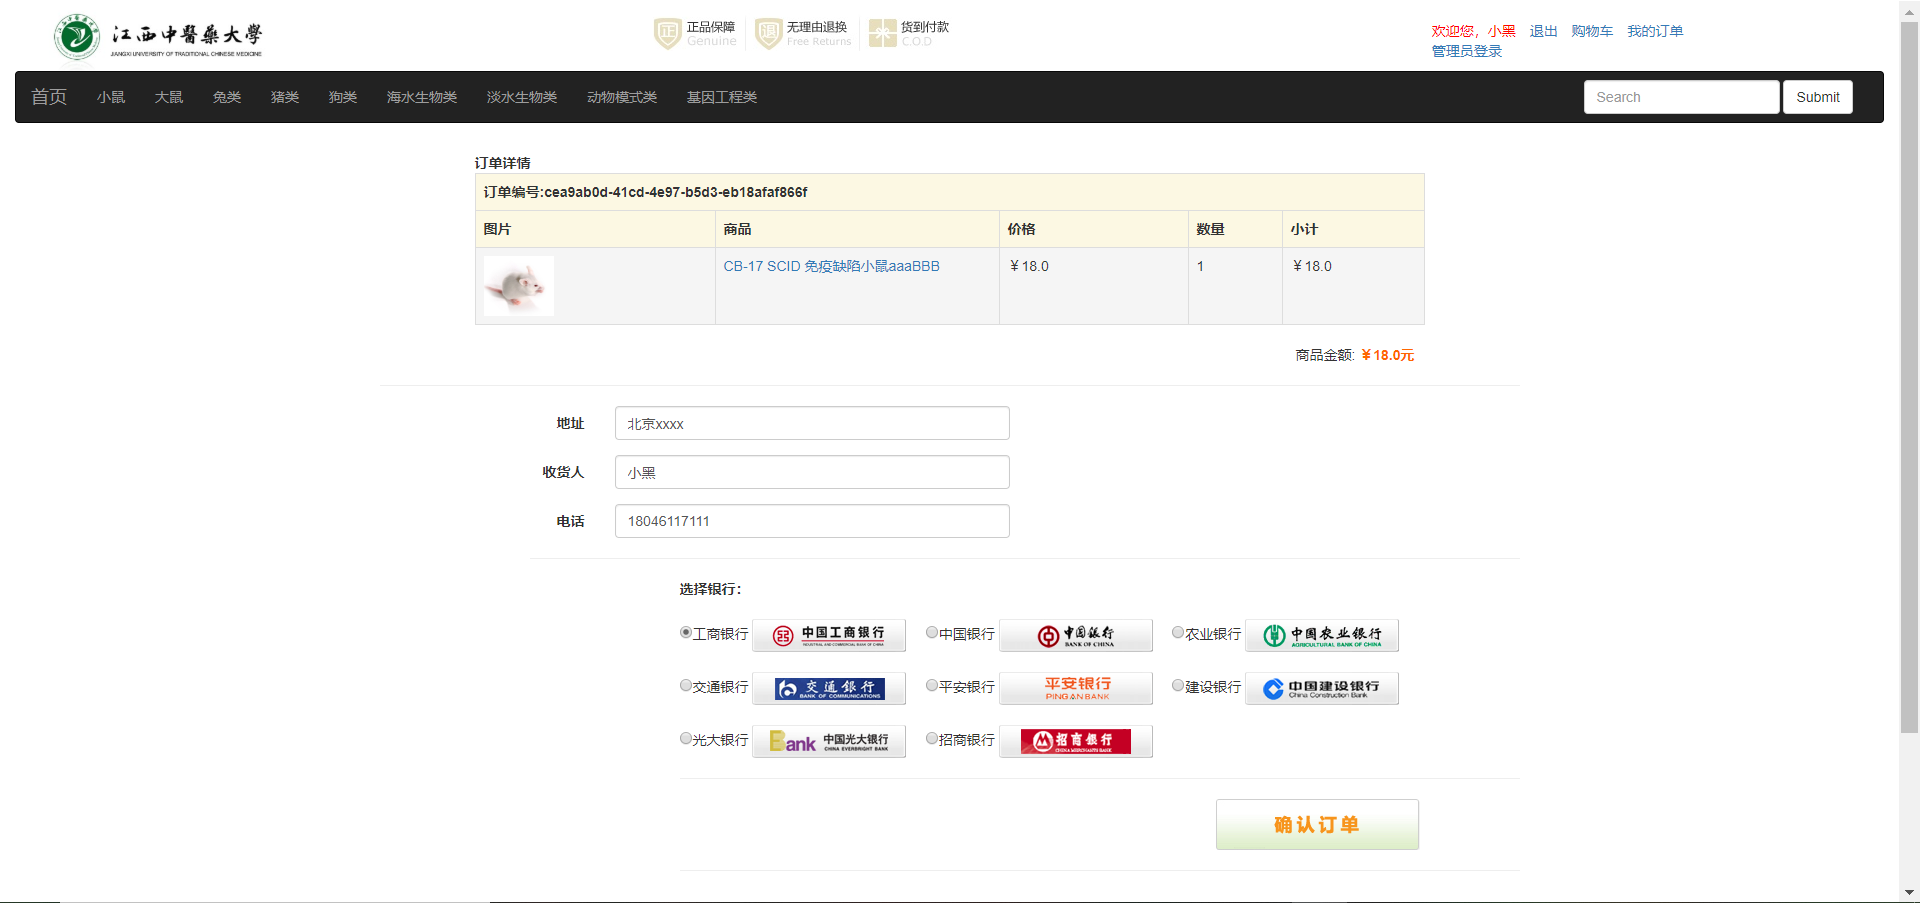 江西中醫藥大學
JIANGXI UNIVERSITY OF TRADITIONAL CHINESE MEDICINE
正 正品保障 Genuine
退 无理由退换 Free Returns
货到付款 C.O.D
欢迎您，小黑 退出 购物车 我的订单
管理员登录
首页 小鼠 大鼠 兔类 猪类 狗类 海水生物类 淡水生物类 动物模式类 基因工程类 Search Submit
订单详情
订单编号:cea9ab0d-41cd-4e97-b5d3-eb18afaf866f
图片 商品 价格 数量 小计
CB-17 SCID 免疫缺陷小鼠aaaBBB ￥18.0 1 ￥18.0
商品金额: ￥18.0元
地址 北京xxxx
收货人 小黑
电话 18046117111
选择银行：
工商银行 中国工商银行 INDUSTRIAL AND COMMERCIAL BANK OF CHINA
中国银行 中国银行 BANK OF CHINA
农业银行 中国农业银行 AGRICULTURAL BANK OF CHINA
交通银行 交通银行 BANK OF COMMUNICATIONS
平安银行 平安银行 PING AN BANK
建设银行 中国建设银行 China Construction Bank
光大银行 Bank 中国光大银行 CHINA EVERBRIGHT BANK
招商银行 招商银行 CHINA MERCHANTS BANK
确认订单